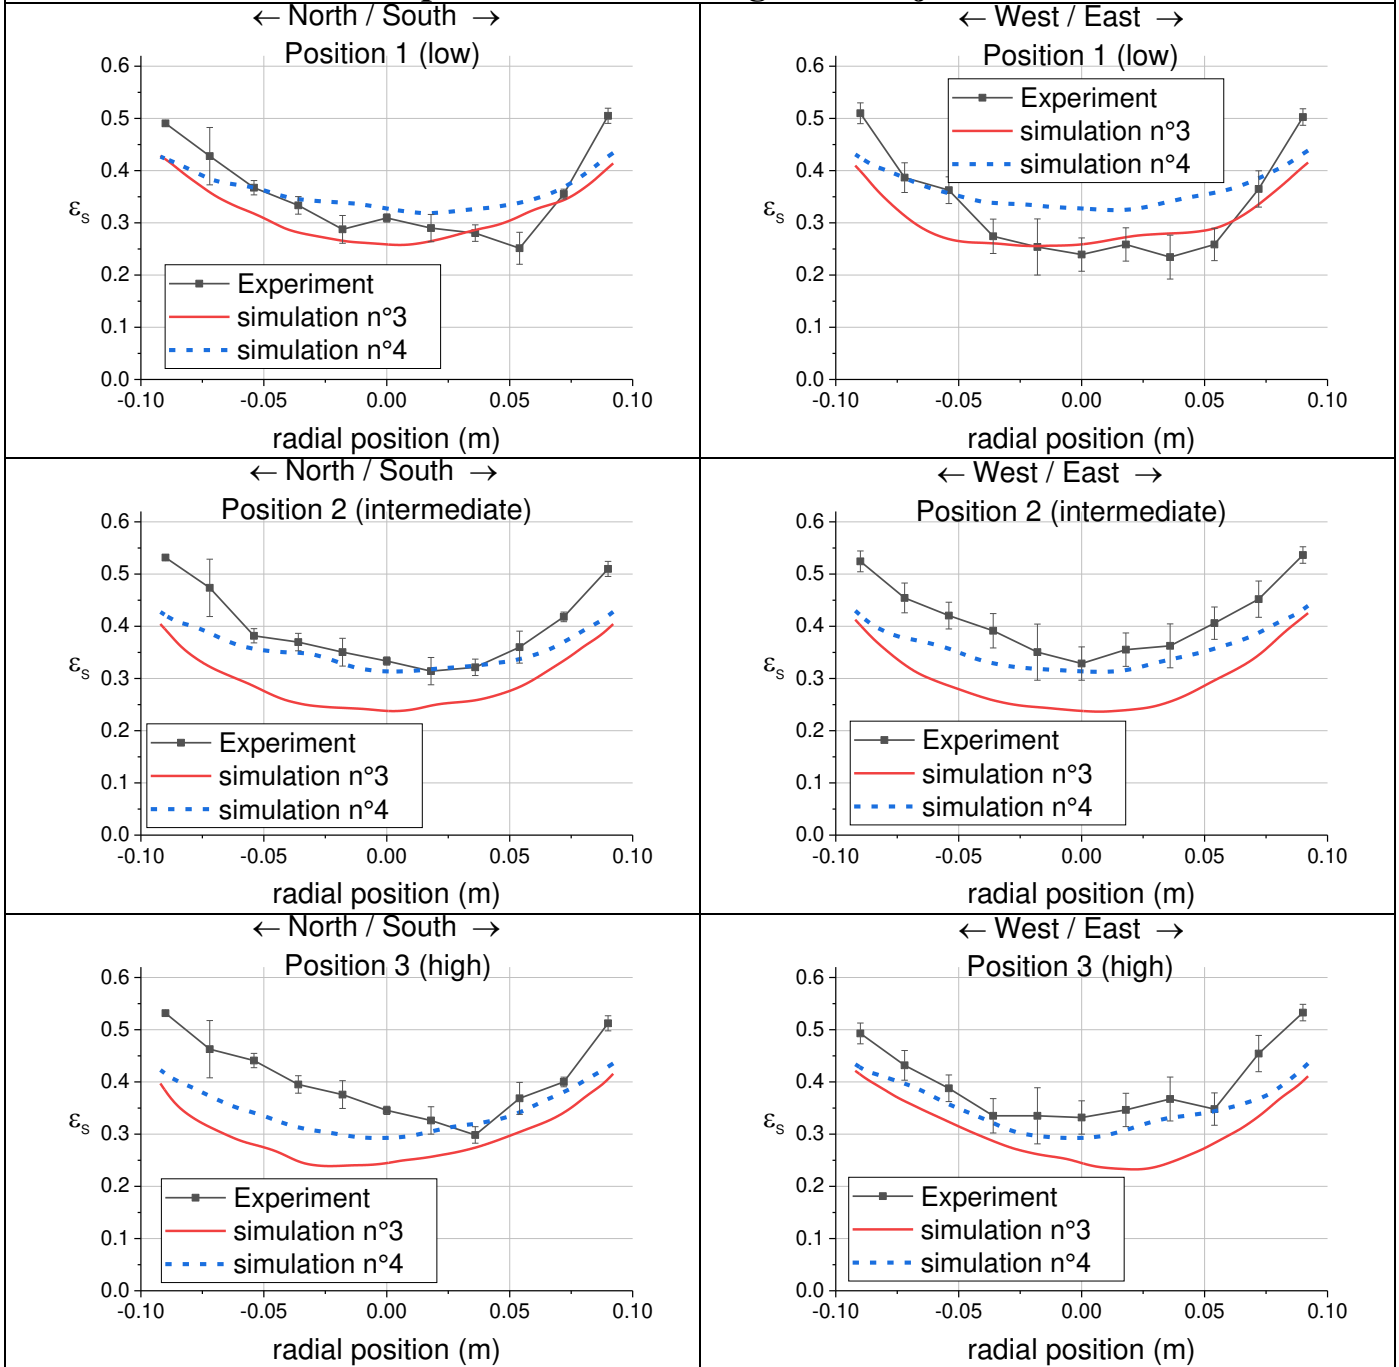 ← North / South →
Position 1 (low)
0.6
0.5
0.4
0.3
0.2
0.1
0.0
εs
Experiment
simulation n°3
simulation n°4
-0.10 -0.05 0.00 0.05 0.10
radial position (m)
← West / East →
Position 1 (low)
0.6
0.5
0.4
0.3
0.2
0.1
0.0
εs
Experiment
simulation n°3
simulation n°4
-0.10 -0.05 0.00 0.05 0.10
radial position (m)
← North / South →
Position 2 (intermediate)
0.6
0.5
0.4
0.3
0.2
0.1
0.0
εs
Experiment
simulation n°3
simulation n°4
-0.10 -0.05 0.00 0.05 0.10
radial position (m)
← West / East →
Position 2 (intermediate)
0.6
0.5
0.4
0.3
0.2
0.1
0.0
εs
Experiment
simulation n°3
simulation n°4
-0.10 -0.05 0.00 0.05 0.10
radial position (m)
← North / South →
Position 3 (high)
0.6
0.5
0.4
0.3
0.2
0.1
0.0
εs
Experiment
simulation n°3
simulation n°4
-0.10 -0.05 0.00 0.05 0.10
radial position (m)
← West / East →
Position 3 (high)
0.6
0.5
0.4
0.3
0.2
0.1
0.0
εs
Experiment
simulation n°3
simulation n°4
-0.10 -0.05 0.00 0.05 0.10
radial position (m)